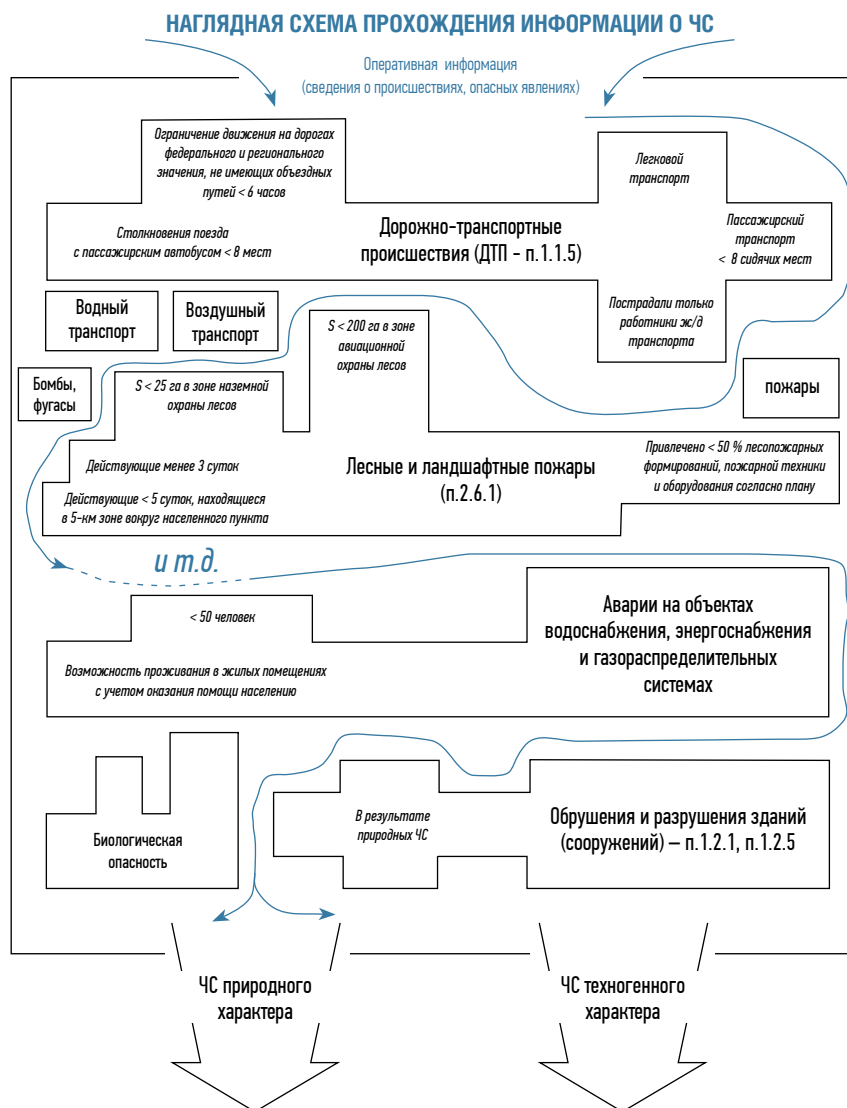 НАГЛЯДНАЯ СХЕМА ПРОХОЖДЕНИЯ ИНФОРМАЦИИ О ЧС
Оперативная информация
(сведения о происшествиях, опасных явлениях)
Ограничение движения на дорогах
федерального и регионального
значения, не имеющих объездных
путей < 6 часов
Легковой
транспорт
Столкновения поезда
с пассажирским автобусом < 8 мест
Дорожно-транспортные
происшествия (ДТП - п.1.1.5)
Пассажирский
транспорт
< 8 сидячих мест
Пострадали только
работники ж/д
транспорта
Водный
транспорт
Воздушный
транспорт
S < 200 га в зоне
авиационной
охраны лесов
Бомбы,
фугасы
S < 25 га в зоне наземной
охраны лесов
пожары
Действующие менее 3 суток
Действующие < 5 суток, находящиеся
в 5-км зоне вокруг населенного пункта
Лесные и ландшафтные пожары
(п.2.6.1)
Привлечено < 50 % лесопожарных
формирований, пожарной техники
и оборудования согласно плану
и т.д.
< 50 человек
Возможность проживания в жилых помещениях
с учетом оказания помощи населению
Аварии на объектах
водоснабжения, энергоснабжения
и газораспределительных
системах
Биологическая
опасность
В результате
природных ЧС
Обрушения и разрушения зданий
(сооружений) – п.1.2.1, п.1.2.5
ЧС природного
характера
ЧС техногенного
характера